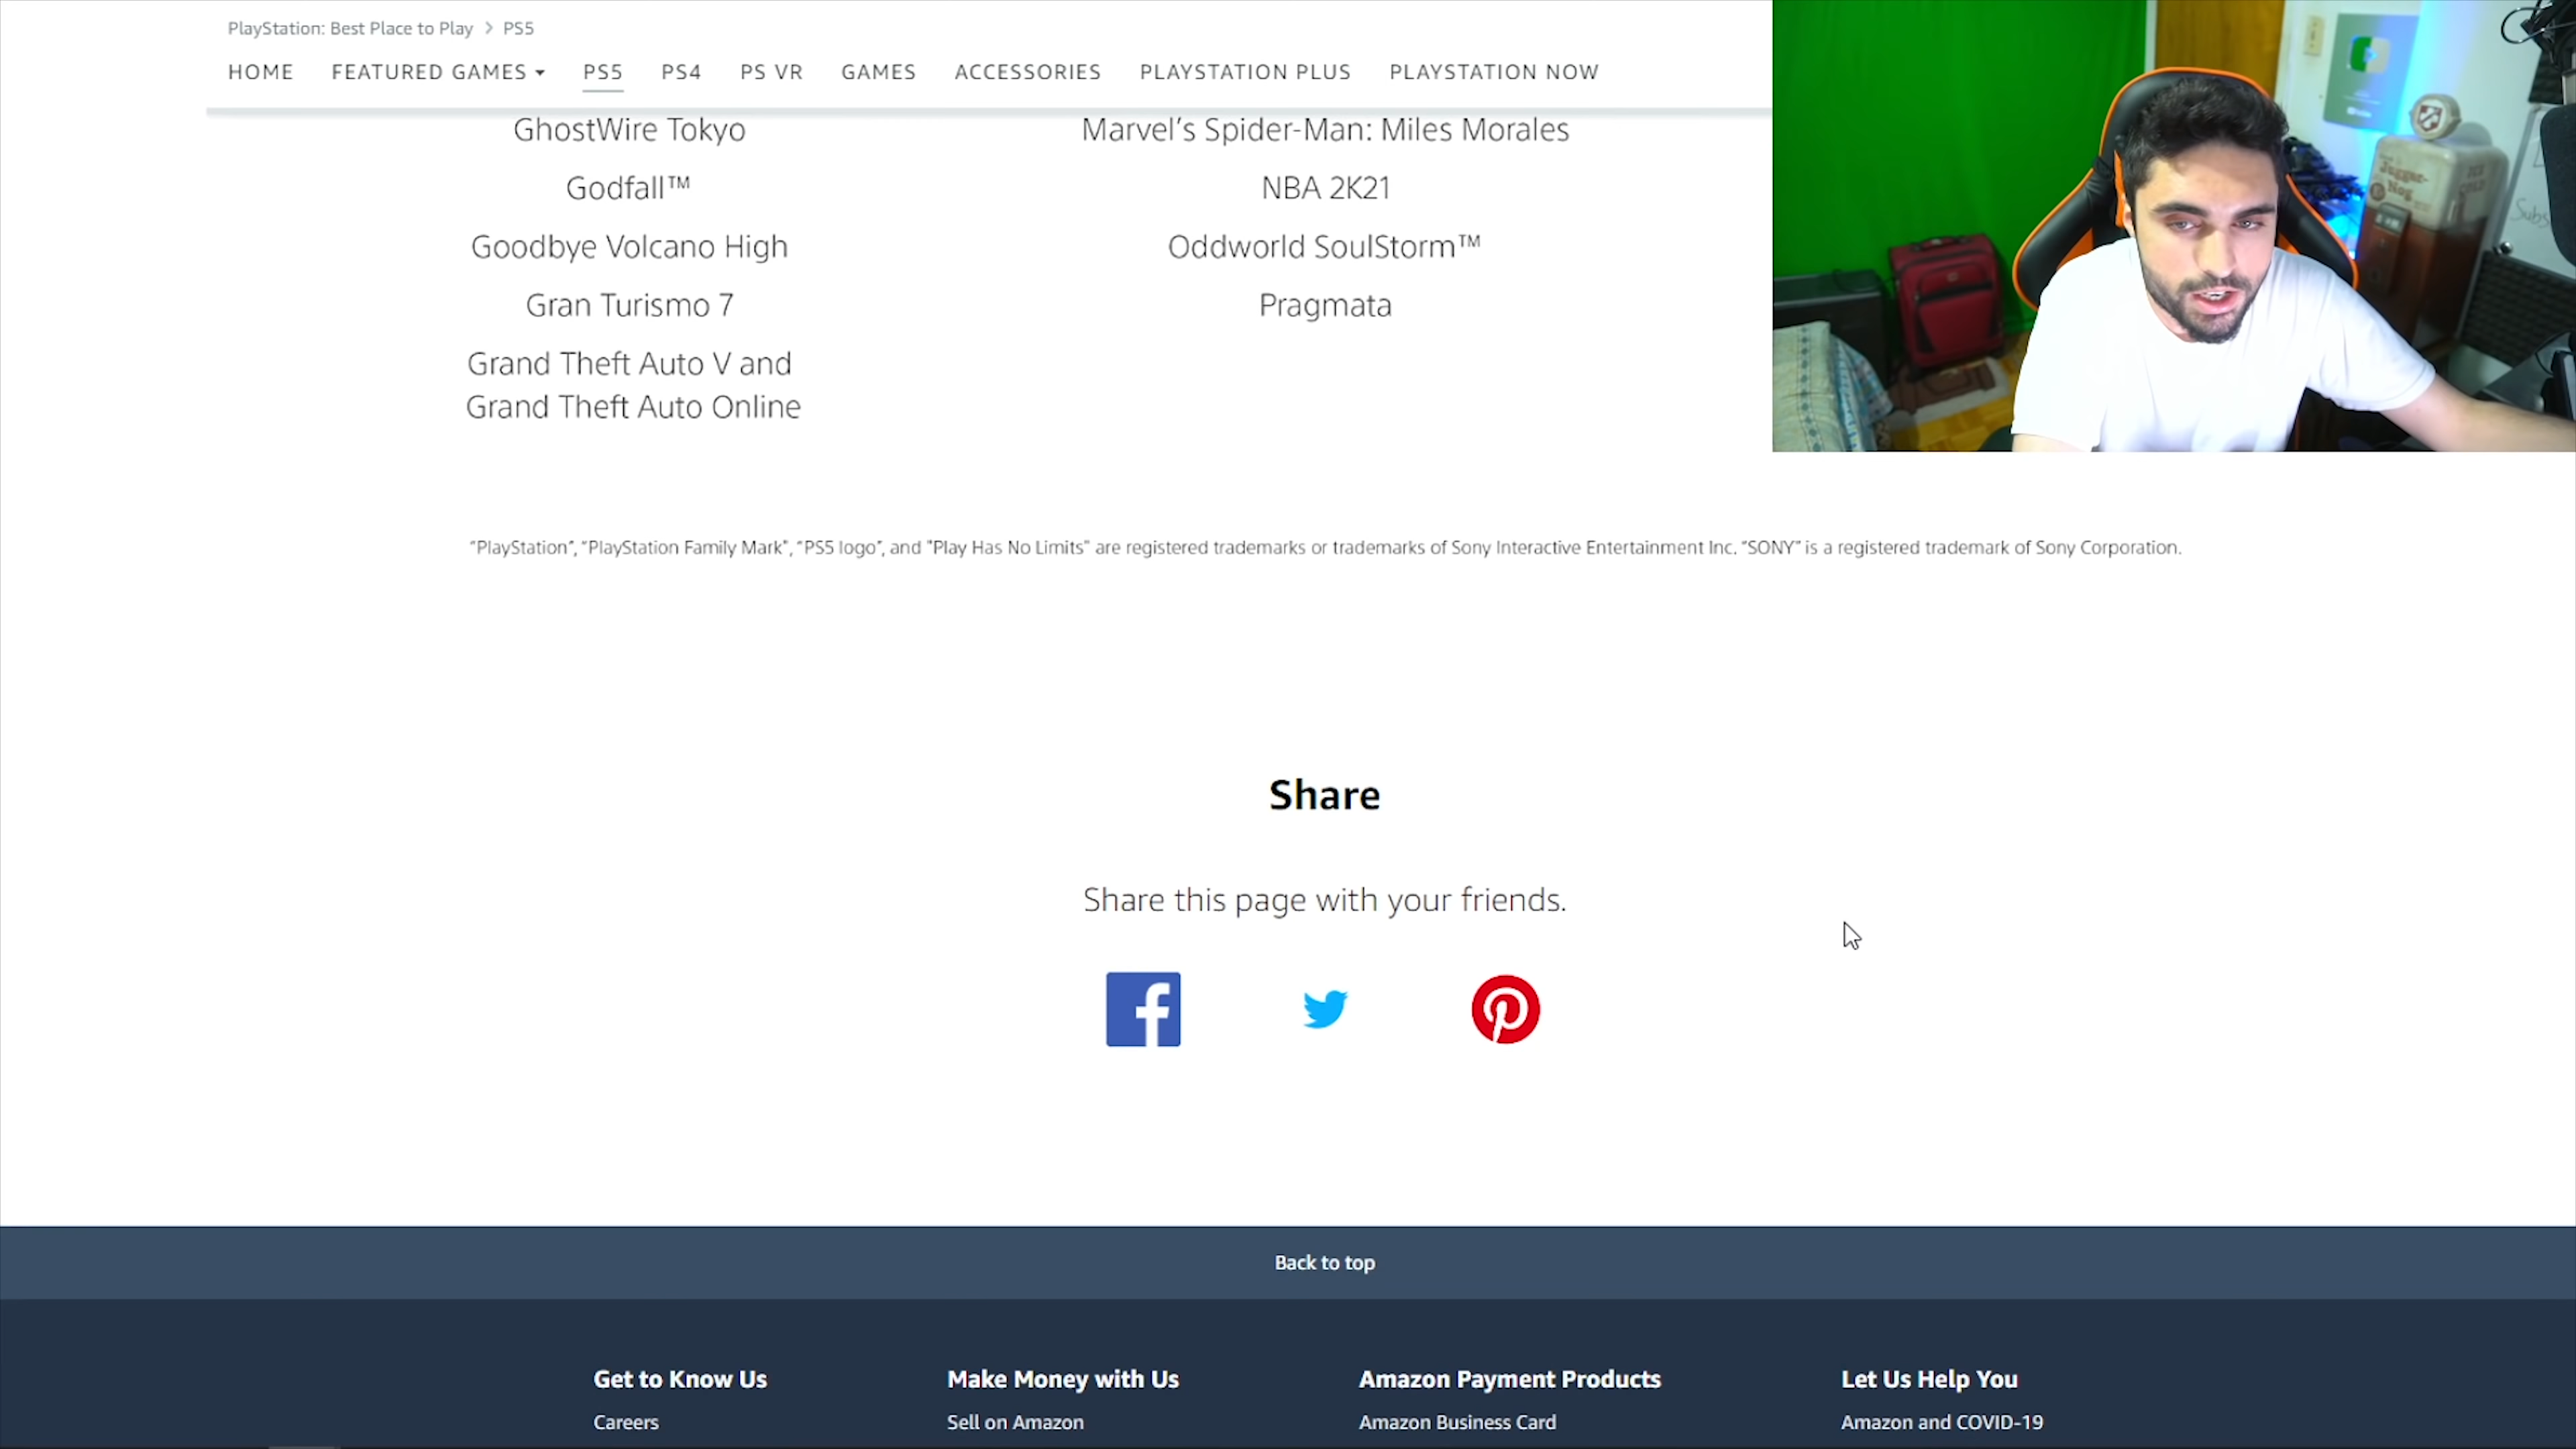 PlayStation: Best Place to Play > PS5
HOME FEATURED GAMES PS5 PS4 PS VR GAMES ACCESSORIES PLAYSTATION PLUS PLAYSTATION NOW
GhostWire Tokyo
Godfall™
Goodbye Volcano High
Gran Turismo 7
Grand Theft Auto V and
Grand Theft Auto Online
Marvel's Spider-Man: Miles Morales
NBA 2K21
Oddworld SoulStorm™
Pragmata
Jugger-
Nog
ICE
COLD
Subs
"PlayStation", "PlayStation Family Mark", "PS5 logo", and "Play Has No Limits" are registered trademarks or trademarks of Sony Interactive Entertainment Inc. "SONY" is a registered trademark of Sony Corporation.
Share
Share this page with your friends.
Back to top
Get to Know Us
Careers
Make Money with Us
Sell on Amazon
Amazon Payment Products
Amazon Business Card
Let Us Help You
Amazon and COVID-19